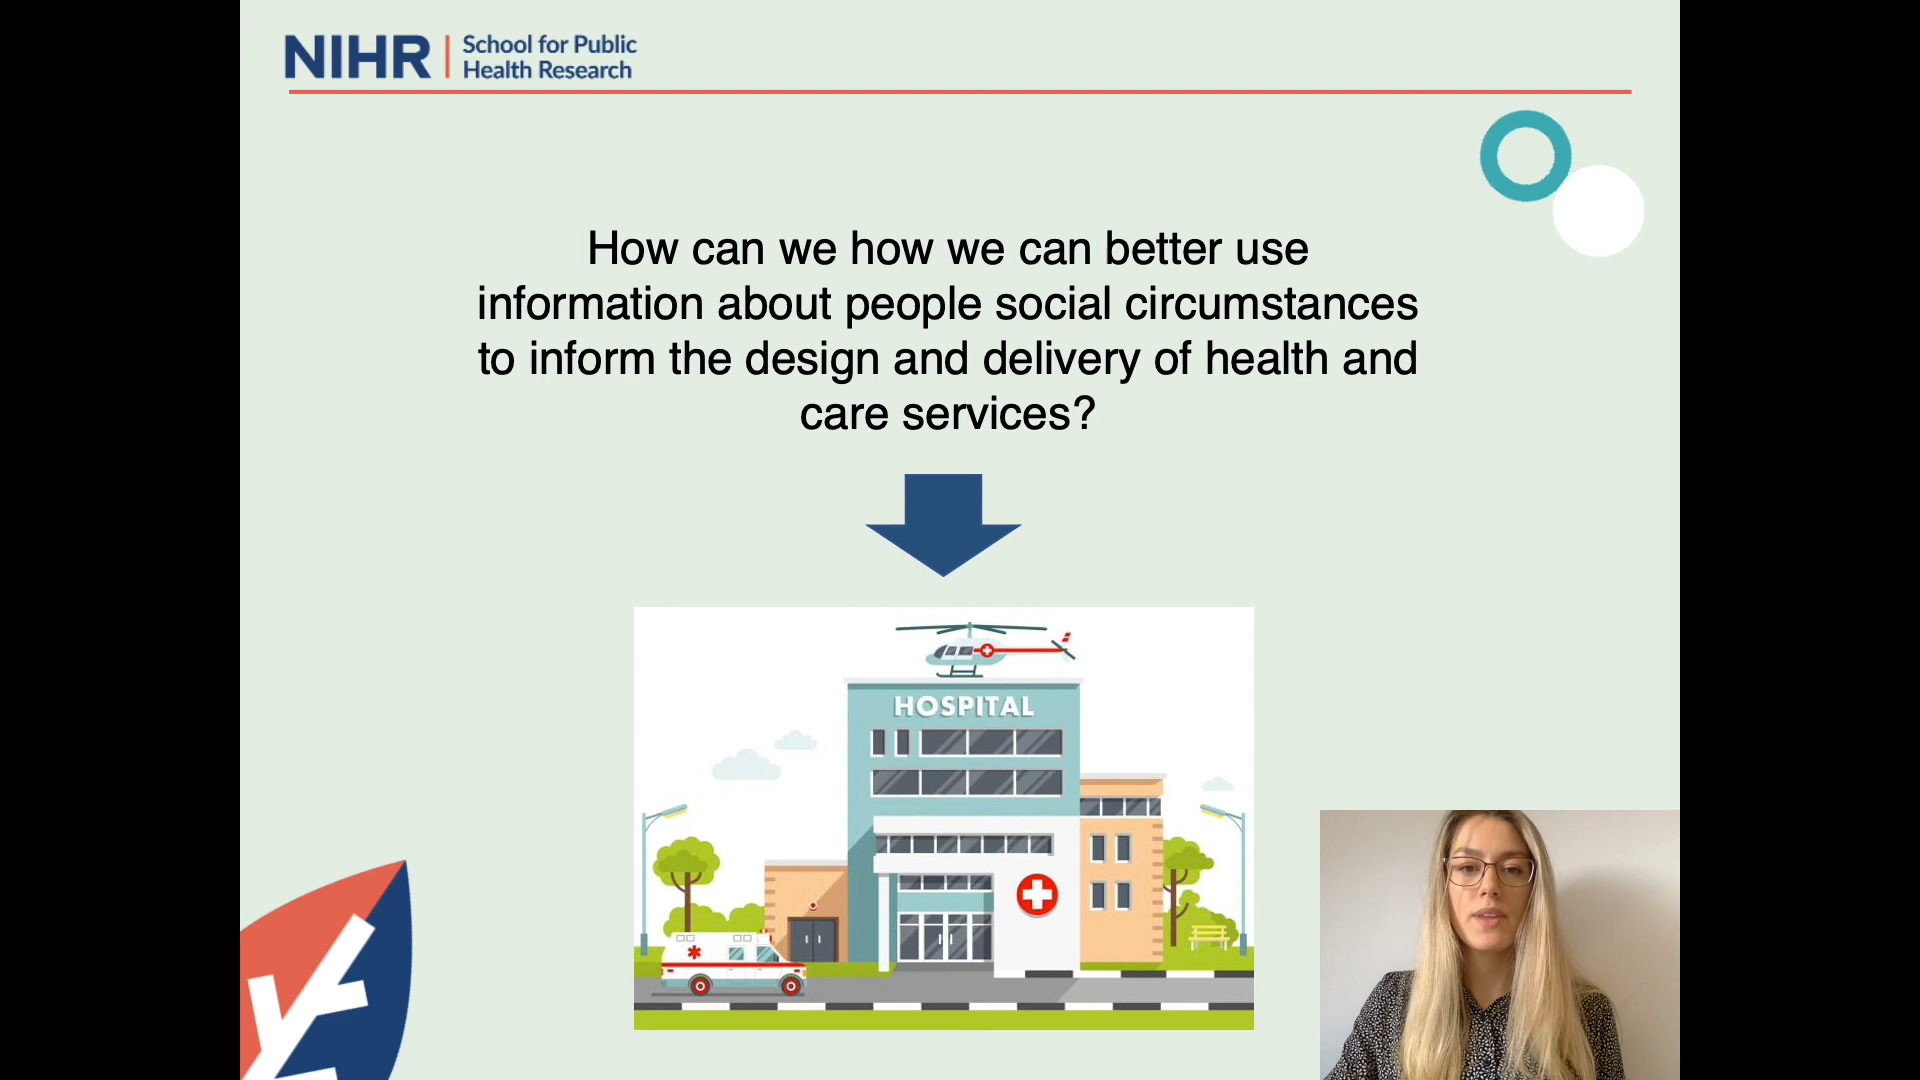 NIHR
School for Public
Health Research
How can we how we can better use
information about people social circumstances
to inform the design and delivery of health and
care services?
HOSPITAL